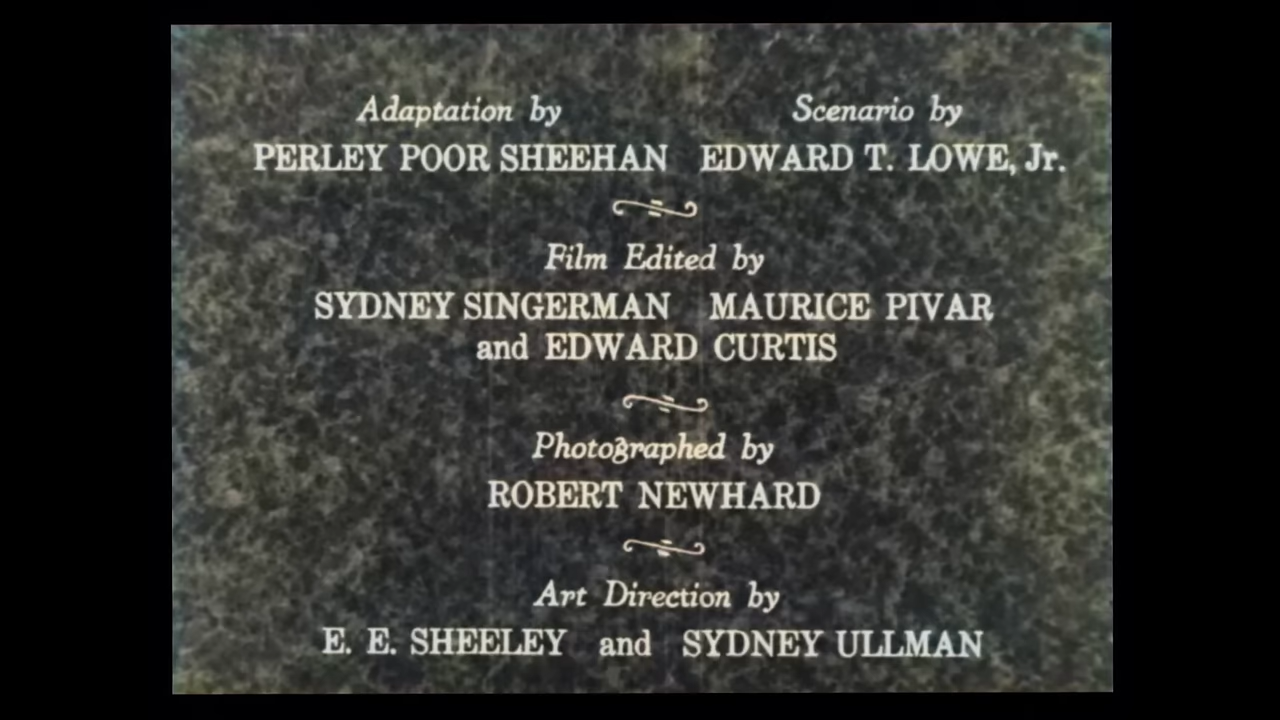 Adaptation by Scenario by
PERLEY POOR SHEEHAN EDWARD T. LOWE, Jr.
Film Edited by
SYDNEY SINGERMAN MAURICE PIVAR
and EDWARD CURTIS
Photographed by
ROBERT NEWHARD
Art Direction by
E. E. SHEELEY and SYDNEY ULLMAN